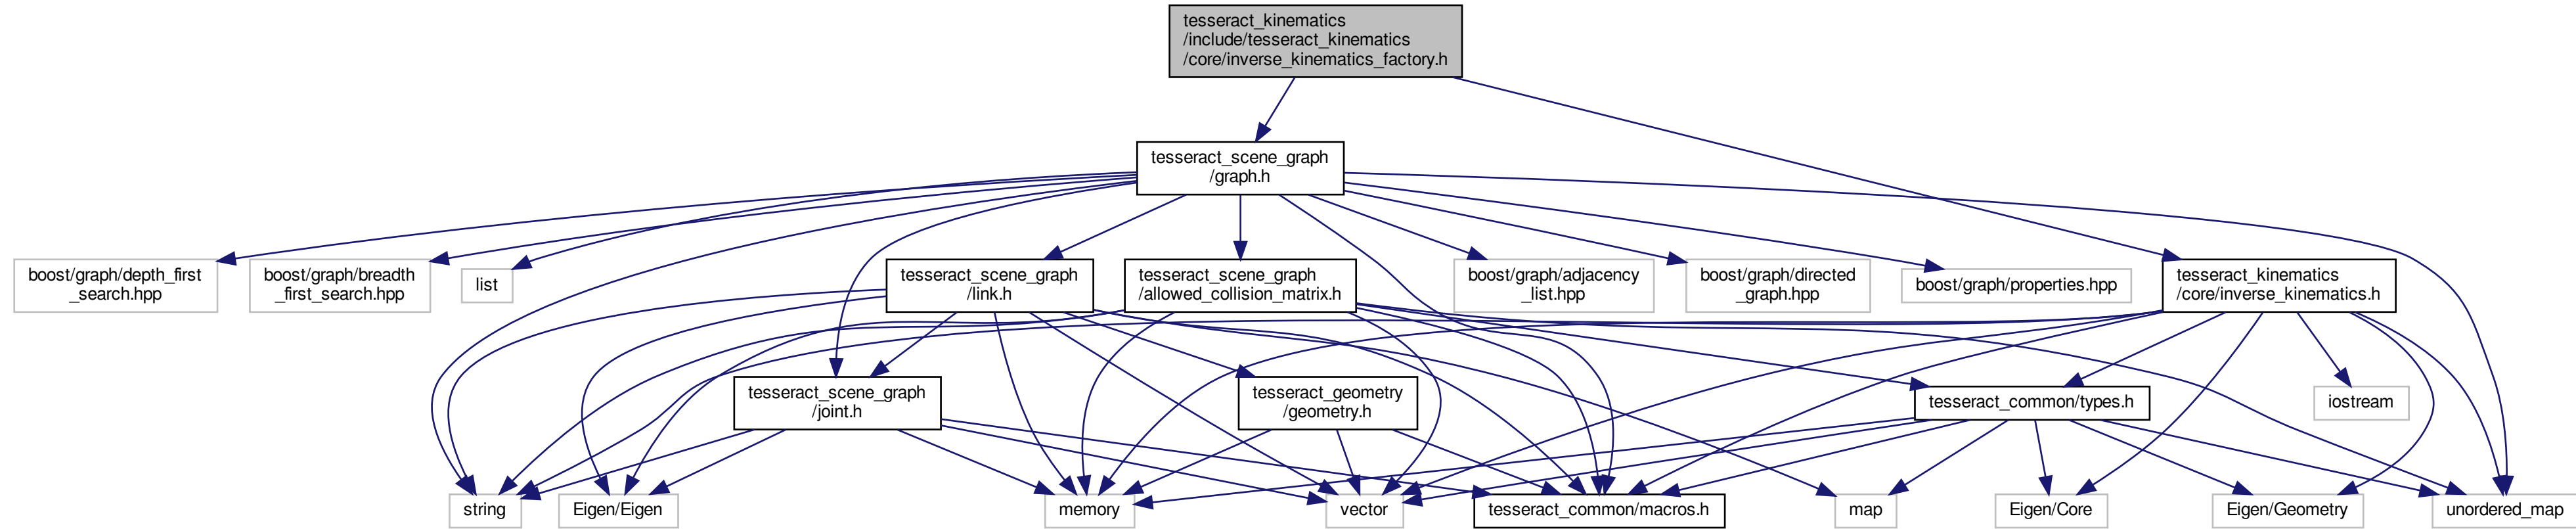 tesseract_kinematics
/include/tesseract_kinematics
/core/inverse_kinematics_factory.h
tesseract_scene_graph
/graph.h
boost/graph/depth_first
_search.hpp
boost/graph/breadth
_first_search.hpp
list
tesseract_scene_graph
/link.h
tesseract_scene_graph
/allowed_collision_matrix.h
boost/graph/adjacency
_list.hpp
boost/graph/directed
_graph.hpp
boost/graph/properties.hpp
tesseract_kinematics
/core/inverse_kinematics.h
tesseract_scene_graph
/joint.h
tesseract_geometry
/geometry.h
tesseract_common/types.h
iostream
string
Eigen/Eigen
memory
vector
tesseract_common/macros.h
map
Eigen/Core
Eigen/Geometry
unordered_map